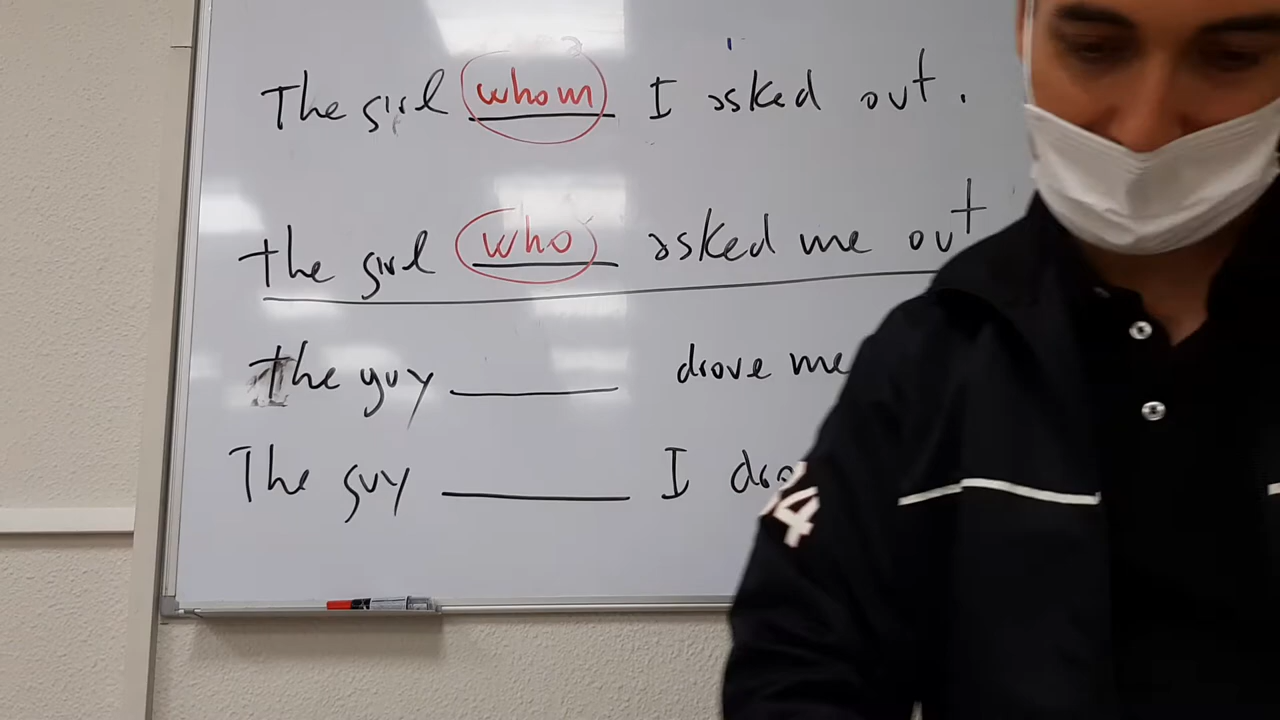 The girl whom I asked out.
the girl who asked me out
the guy ______ drove me
The guy ______ I
34